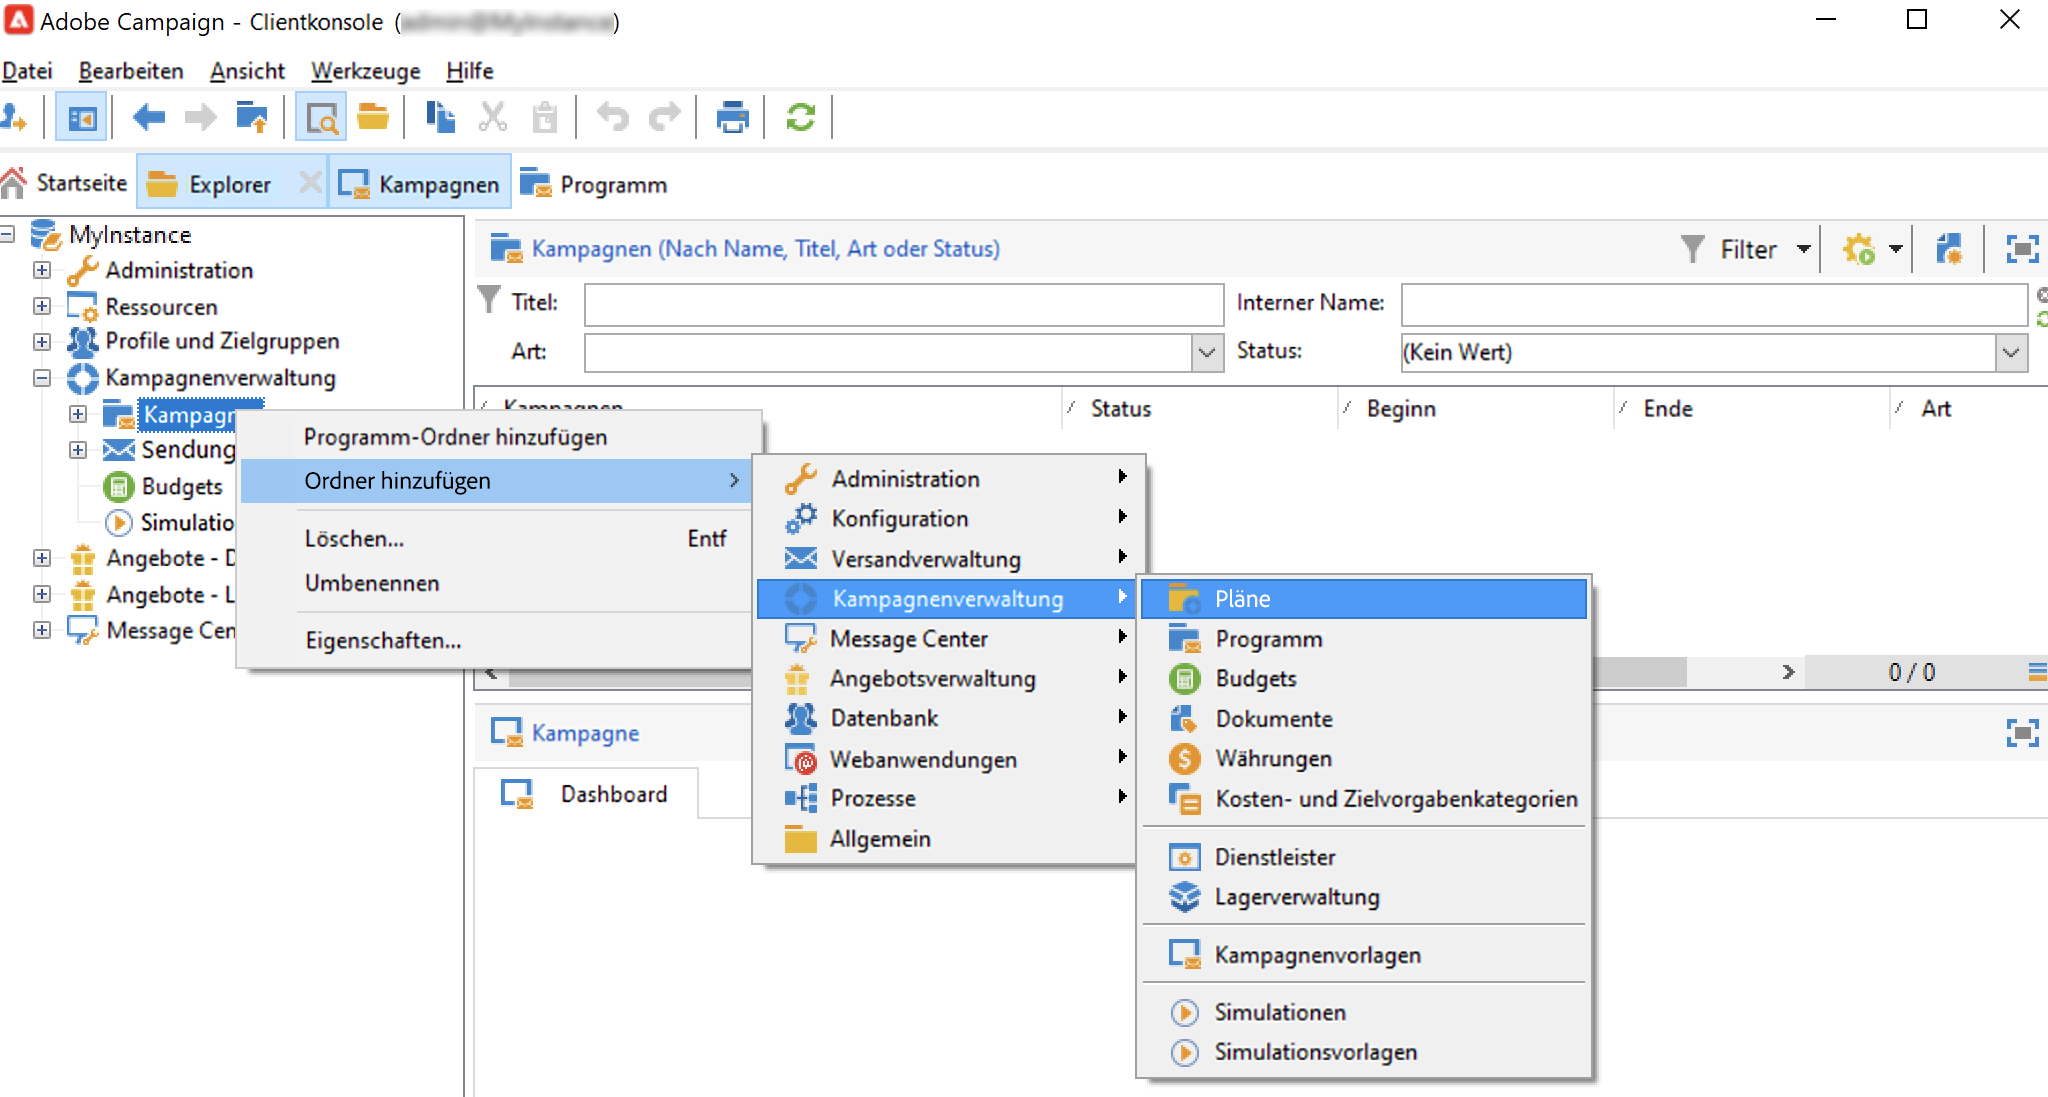 Adobe Campaign - Clientkonsole (
Datei Bearbeiten Ansicht Werkzeuge Hilfe
Startseite Explorer Kampagnen Programm
MyInstance
Administration
Ressourcen
Profile und Zielgruppen
Kampagnenverwaltung
Kampagr
Sendung
Budgets
Simulatio
Angebote - D
Angebote - L
Message Cen
Kampagnen (Nach Name, Titel, Art oder Status)
Filter
Titel:
Interner Name:
Art:
Status: (Kein Wert)
Kampagnen Status Beginn Ende Art
0 / 0
Kampagne
Dashboard
Programm-Ordner hinzufügen
Ordner hinzufügen
Löschen... Entf
Umbenennen
Eigenschaften...
Administration
Konfiguration
Versandverwaltung
Kampagnenverwaltung
Message Center
Angebotsverwaltung
Datenbank
Webanwendungen
Prozesse
Allgemein
Pläne
Programm
Budgets
Dokumente
Währungen
Kosten- und Zielvorgabenkategorien
Dienstleister
Lagerverwaltung
Kampagnenvorlagen
Simulationen
Simulationsvorlagen